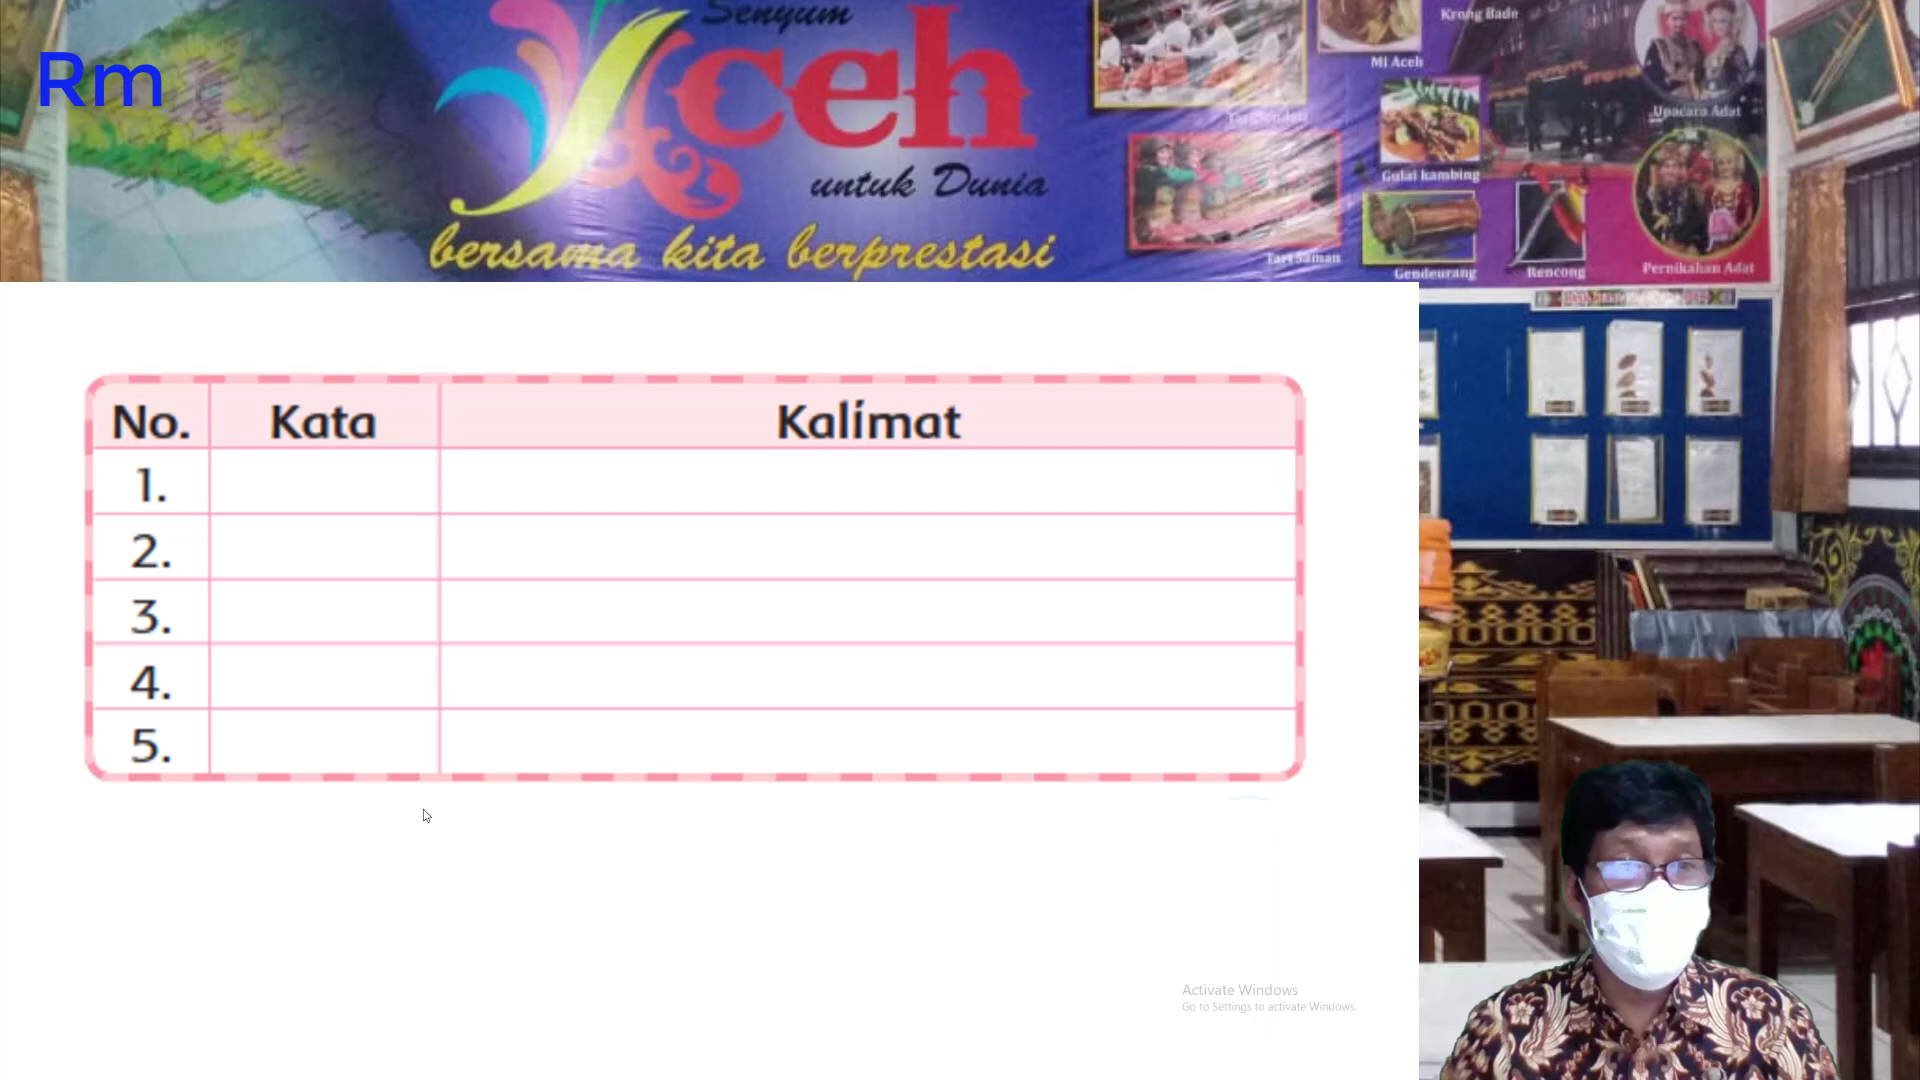 Rm
Senyum
Aceh
untuk Dunia
bersama kita berprestasi
Krong Bade
Mi Aceh
Upacara Adat
Gulai kambing
Tari Saman
Gendeurang
Rencong
Pernikahan Adat
No. Kata Kalimat
1.
2.
3.
4.
5.
Activate Windows
Go to Settings to activate Windows.